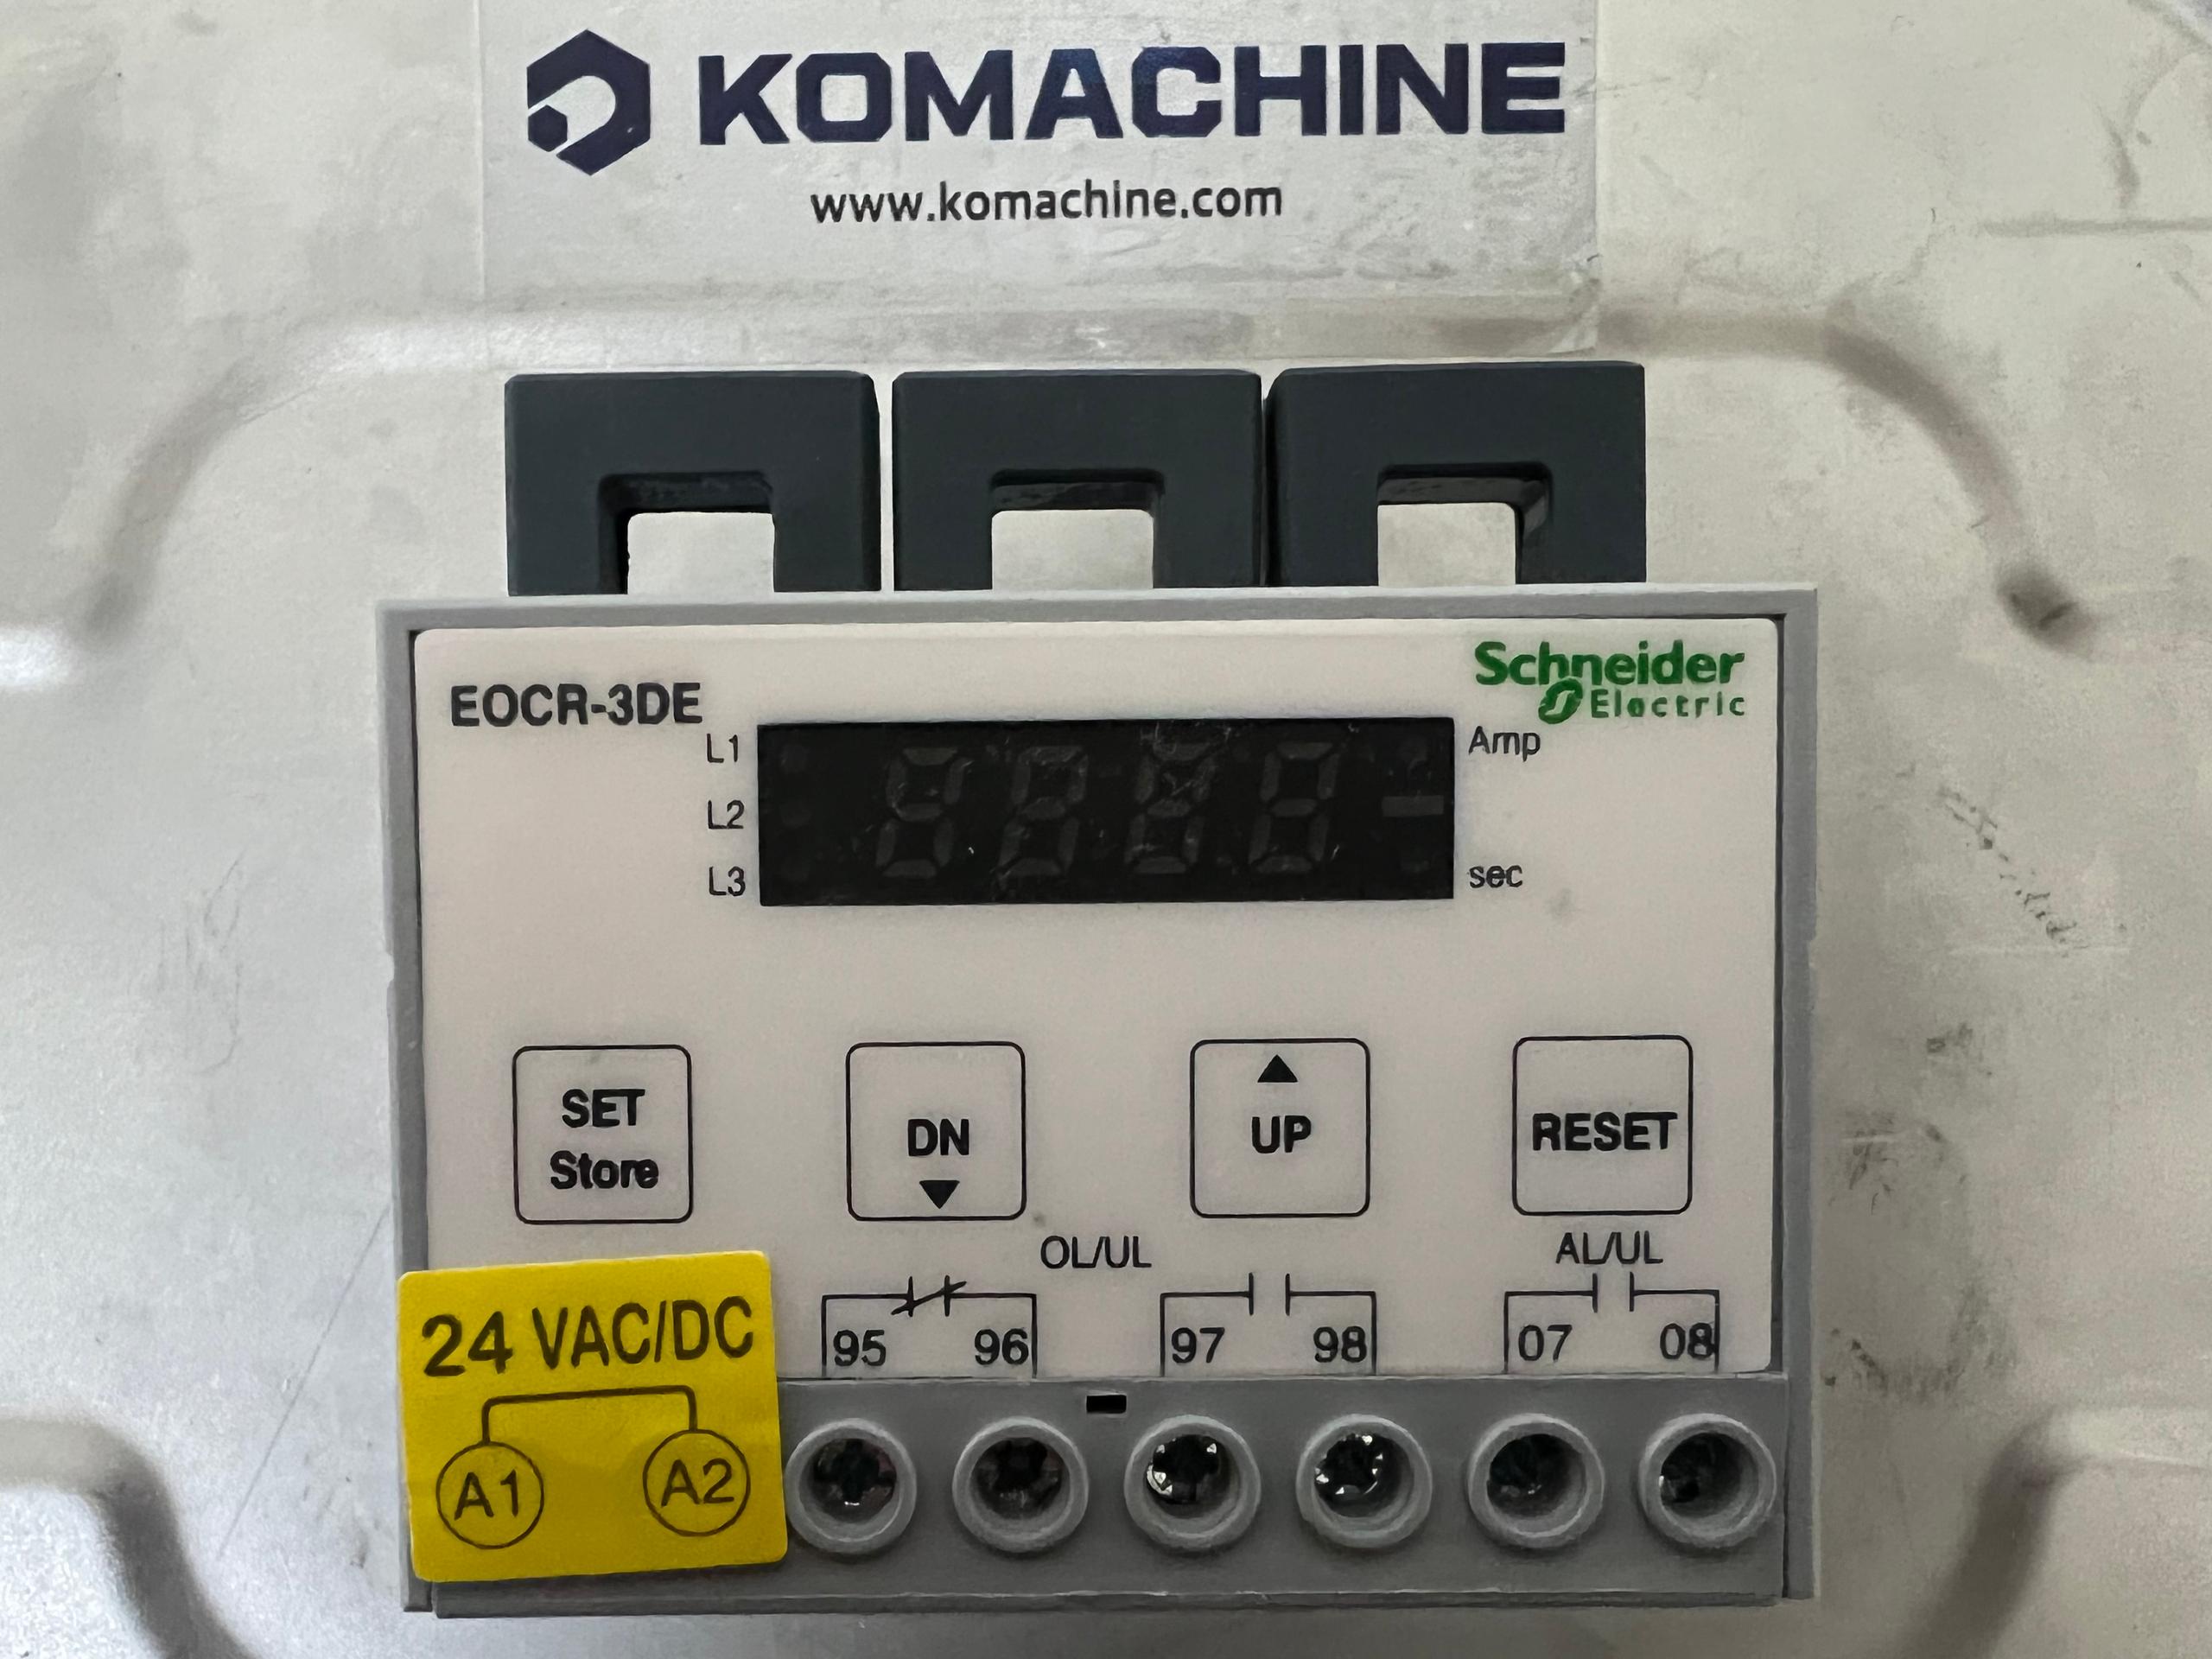 KOMACHINE
www.komachine.com
EOCR-3DE
Schneider
Electric
L1
L2
L3
Amp
sec
SET
Store
DN
UP
RESET
OL/UL
AL/UL
95 96 97 98 07 08
24 VAC/DC
A1 A2